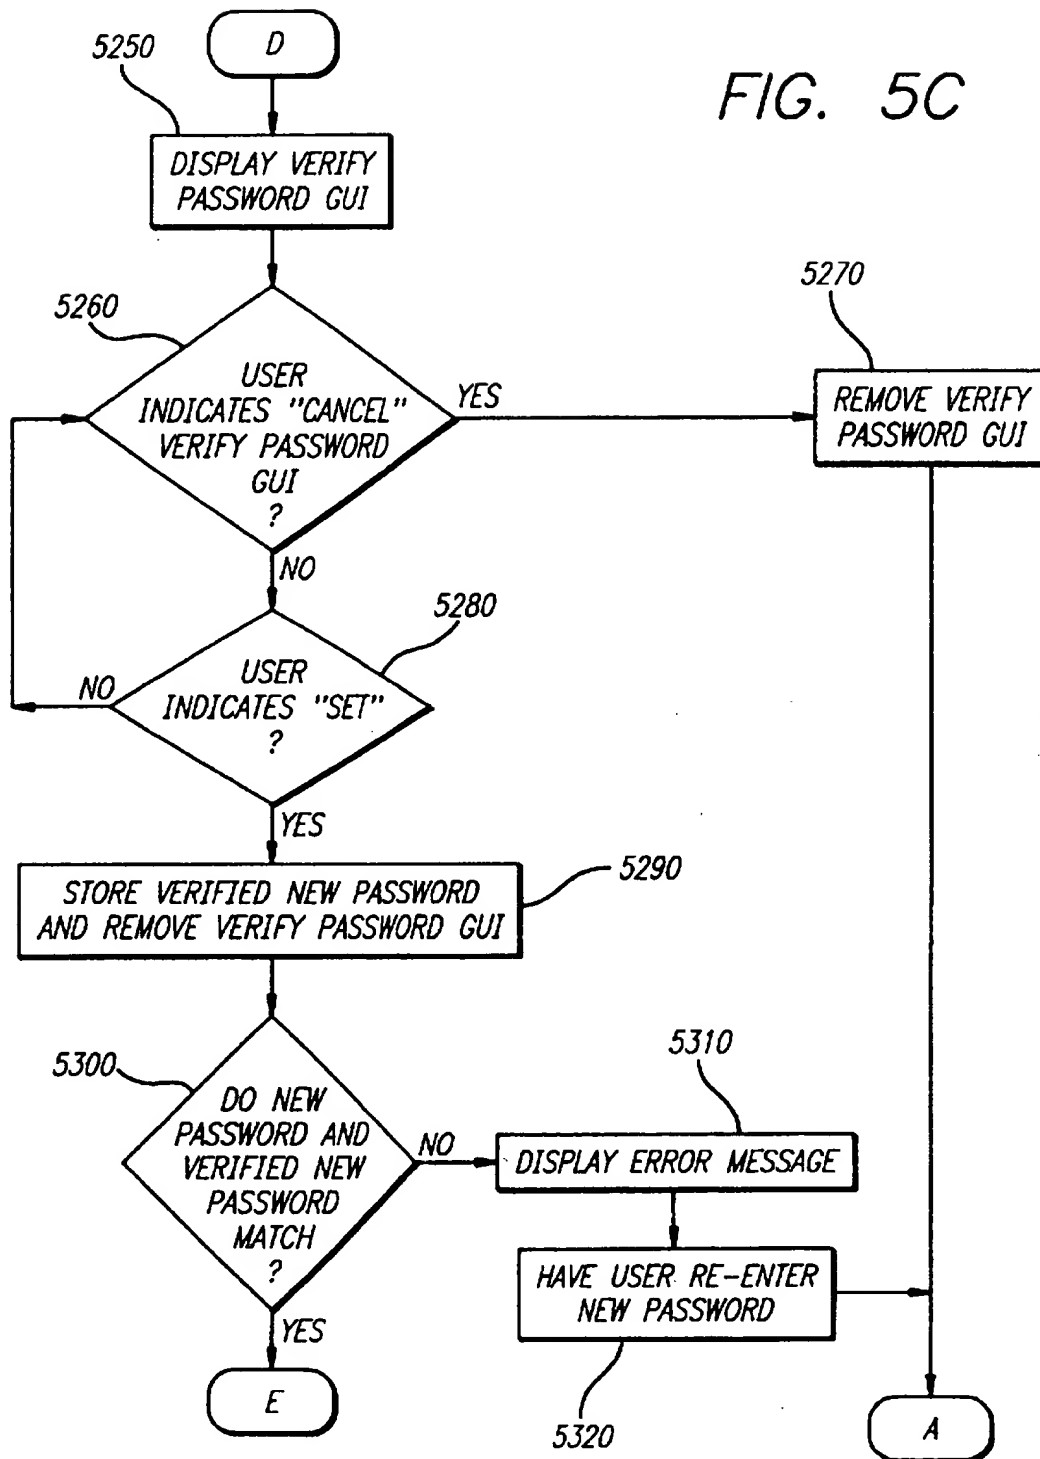 D
5250
FIG. 5C
DISPLAY VERIFY
PASSWORD GUI
5260
5270
USER
INDICATES "CANCEL"
VERIFY PASSWORD
GUI
?
YES
REMOVE VERIFY
PASSWORD GUI
NO
5280
USER
INDICATES "SET"
?
NO
YES
5290
STORE VERIFIED NEW PASSWORD
AND REMOVE VERIFY PASSWORD GUI
5300
5310
DO NEW
PASSWORD AND
VERIFIED NEW
PASSWORD
MATCH
?
NO
DISPLAY ERROR MESSAGE
HAVE USER RE-ENTER
NEW PASSWORD
YES
E
5320
A